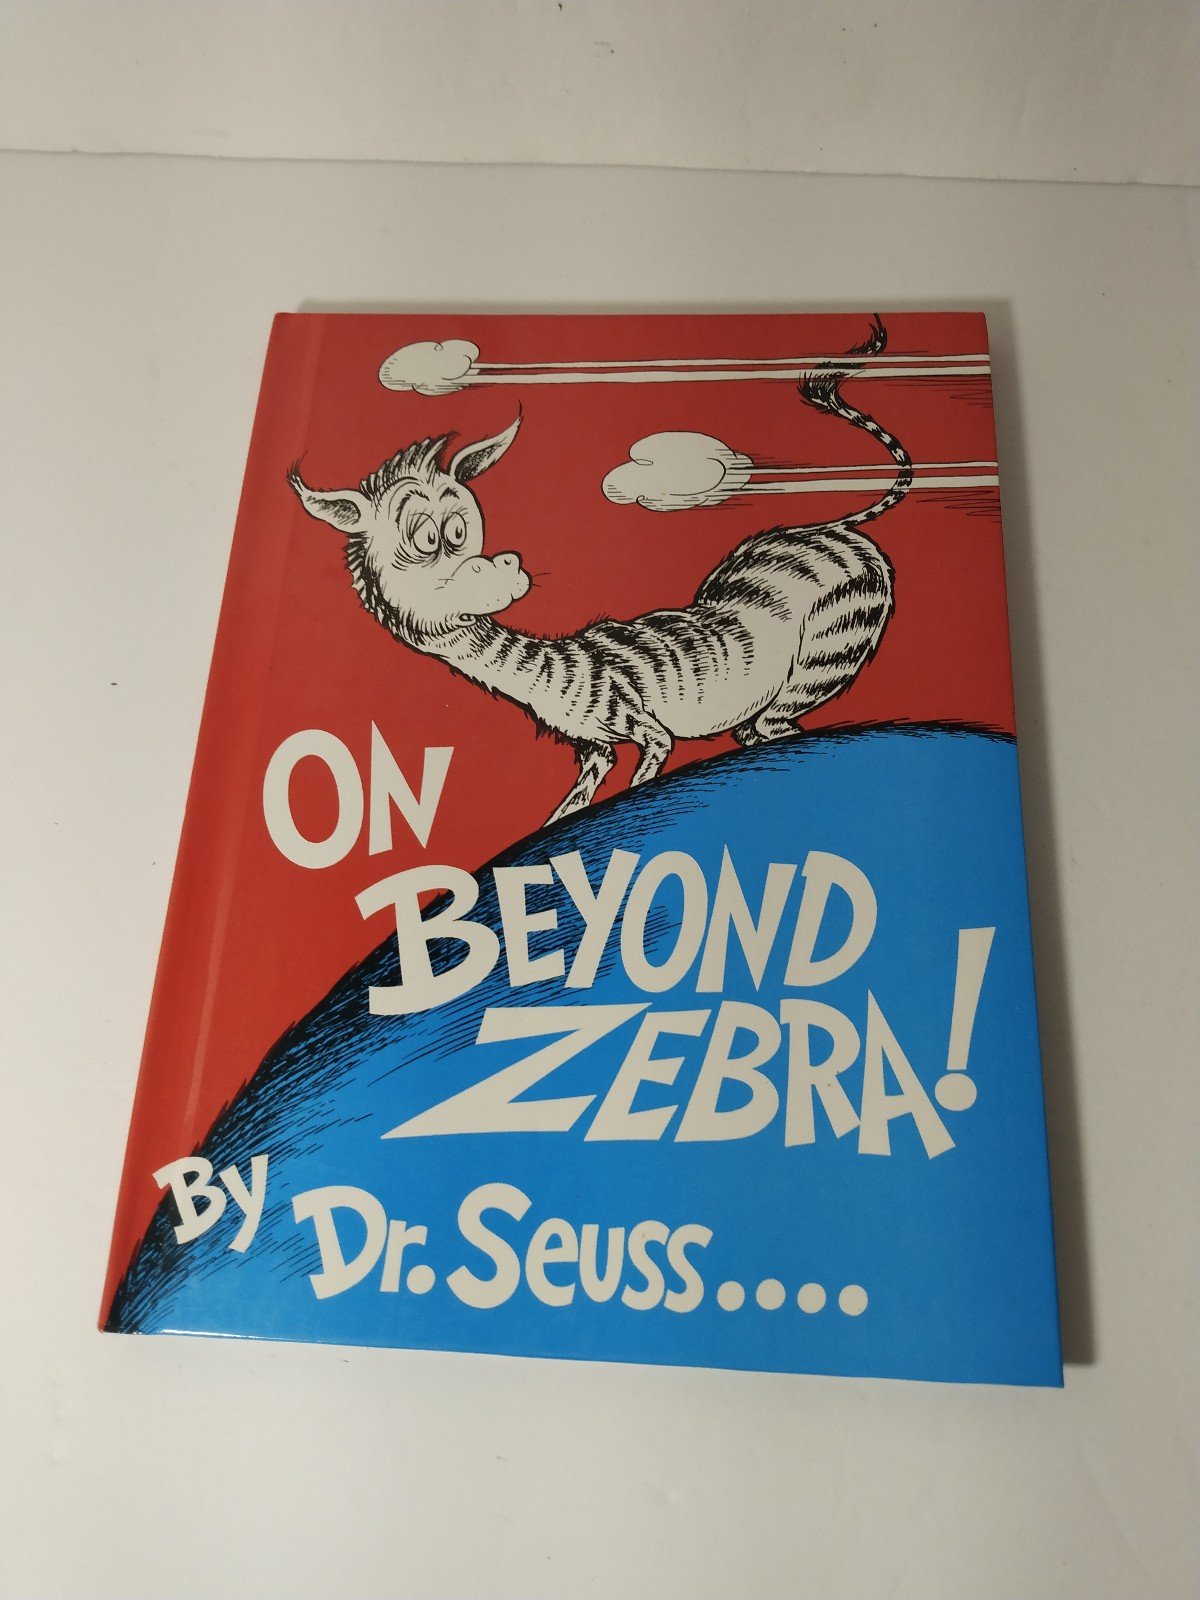 ON
BEYOND
ZEBRA!
By Dr. Seuss....